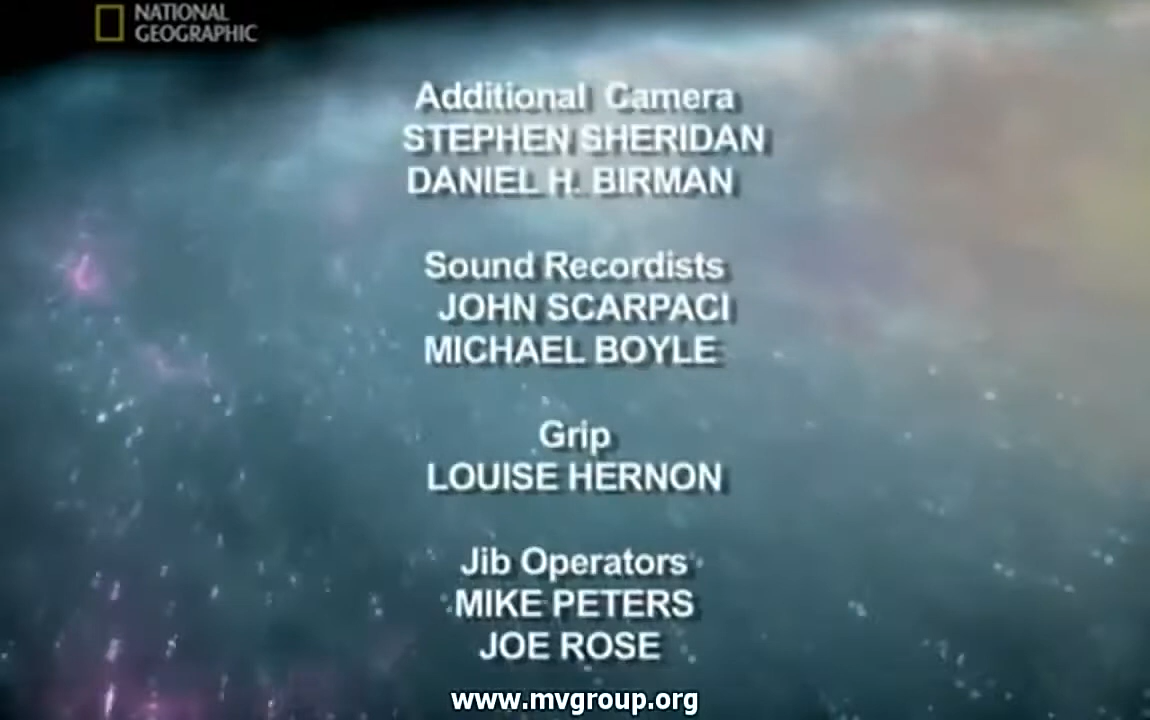 NATIONAL
GEOGRAPHIC
Additional Camera
STEPHEN SHERIDAN
DANIEL H. BIRMAN
Sound Recordists
JOHN SCARPACI
MICHAEL BOYLE
Grip
LOUISE HERNON
Jib Operators
MIKE PETERS
JOE ROSE
www.mvgroup.org